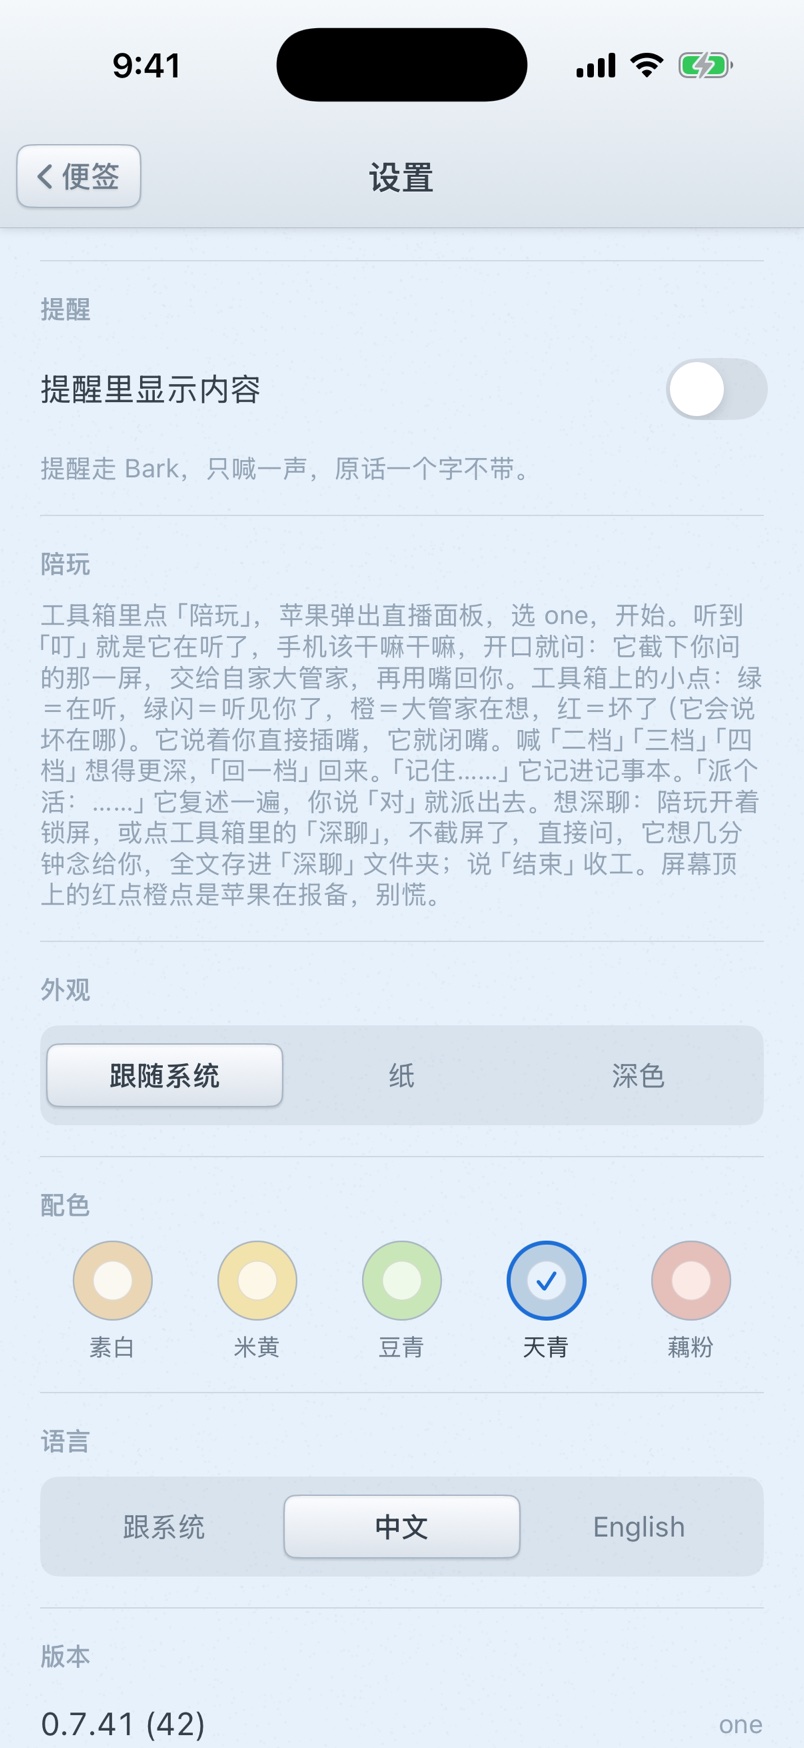 9:41
便签
设置
提醒
提醒里显示内容
提醒走 Bark，只喊一声，原话一个字不带。
陪玩
工具箱里点「陪玩」，苹果弹出直播面板，选 one，开始。听到
「叮」就是它在听了，手机该干嘛干嘛，开口就问：它截下你问
的那一屏，交给自家大管家，再用嘴回你。工具箱上的小点：绿
＝在听，绿闪＝听见你了，橙＝大管家在想，红＝坏了（它会说
坏在哪）。它说着你直接插嘴，它就闭嘴。喊「二档」「三档」「四
档」想得更深，「回一档」回来。「记住……」它记进记事本。「派个
活：……」它复述一遍，你说「对」就派出去。想深聊：陪玩开着
锁屏，或点工具箱里的「深聊」，不截屏了，直接问，它想几分
钟念给你，全文存进「深聊」文件夹；说「结束」收工。屏幕顶
上的红点橙点是苹果在报备，别慌。
外观
跟随系统
纸
深色
配色
素白
米黄
豆青
天青
藕粉
语言
跟系统
中文
English
版本
0.7.41 (42)
one